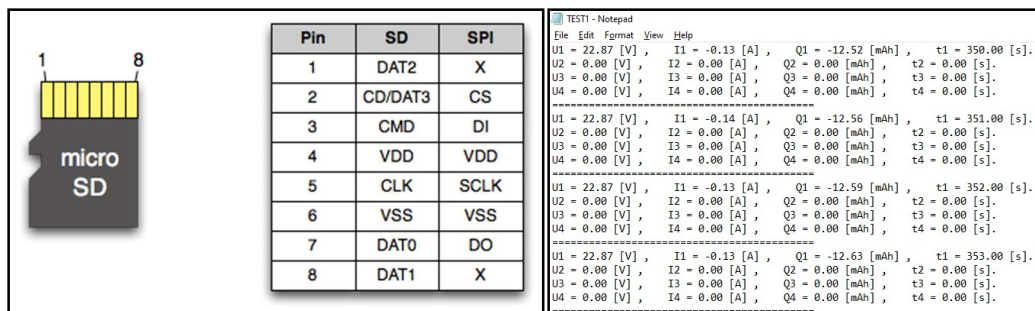 1 8
micro
SD
Pin SD SPI
1 DAT2 X
2 CD/DAT3 CS
3 CMD DI
4 VDD VDD
5 CLK SCLK
6 VSS VSS
7 DAT0 DO
8 DAT1 X
TEST1 - Notepad
File Edit Format View Help
U1 = 22.87 [V] , I1 = -0.13 [A] , Q1 = -12.52 [mAh] , t1 = 350.00 [s].
U2 = 0.00 [V] , I2 = 0.00 [A] , Q2 = 0.00 [mAh] , t2 = 0.00 [s].
U3 = 0.00 [V] , I3 = 0.00 [A] , Q3 = 0.00 [mAh] , t3 = 0.00 [s].
U4 = 0.00 [V] , I4 = 0.00 [A] , Q4 = 0.00 [mAh] , t4 = 0.00 [s].
==========================================
U1 = 22.87 [V] , I1 = -0.14 [A] , Q1 = -12.56 [mAh] , t1 = 351.00 [s].
U2 = 0.00 [V] , I2 = 0.00 [A] , Q2 = 0.00 [mAh] , t2 = 0.00 [s].
U3 = 0.00 [V] , I3 = 0.00 [A] , Q3 = 0.00 [mAh] , t3 = 0.00 [s].
U4 = 0.00 [V] , I4 = 0.00 [A] , Q4 = 0.00 [mAh] , t4 = 0.00 [s].
==========================================
U1 = 22.87 [V] , I1 = -0.13 [A] , Q1 = -12.59 [mAh] , t1 = 352.00 [s].
U2 = 0.00 [V] , I2 = 0.00 [A] , Q2 = 0.00 [mAh] , t2 = 0.00 [s].
U3 = 0.00 [V] , I3 = 0.00 [A] , Q3 = 0.00 [mAh] , t3 = 0.00 [s].
U4 = 0.00 [V] , I4 = 0.00 [A] , Q4 = 0.00 [mAh] , t4 = 0.00 [s].
==========================================
U1 = 22.87 [V] , I1 = -0.13 [A] , Q1 = -12.63 [mAh] , t1 = 353.00 [s].
U2 = 0.00 [V] , I2 = 0.00 [A] , Q2 = 0.00 [mAh] , t2 = 0.00 [s].
U3 = 0.00 [V] , I3 = 0.00 [A] , Q3 = 0.00 [mAh] , t3 = 0.00 [s].
U4 = 0.00 [V] , I4 = 0.00 [A] , Q4 = 0.00 [mAh] , t4 = 0.00 [s].
==========================================